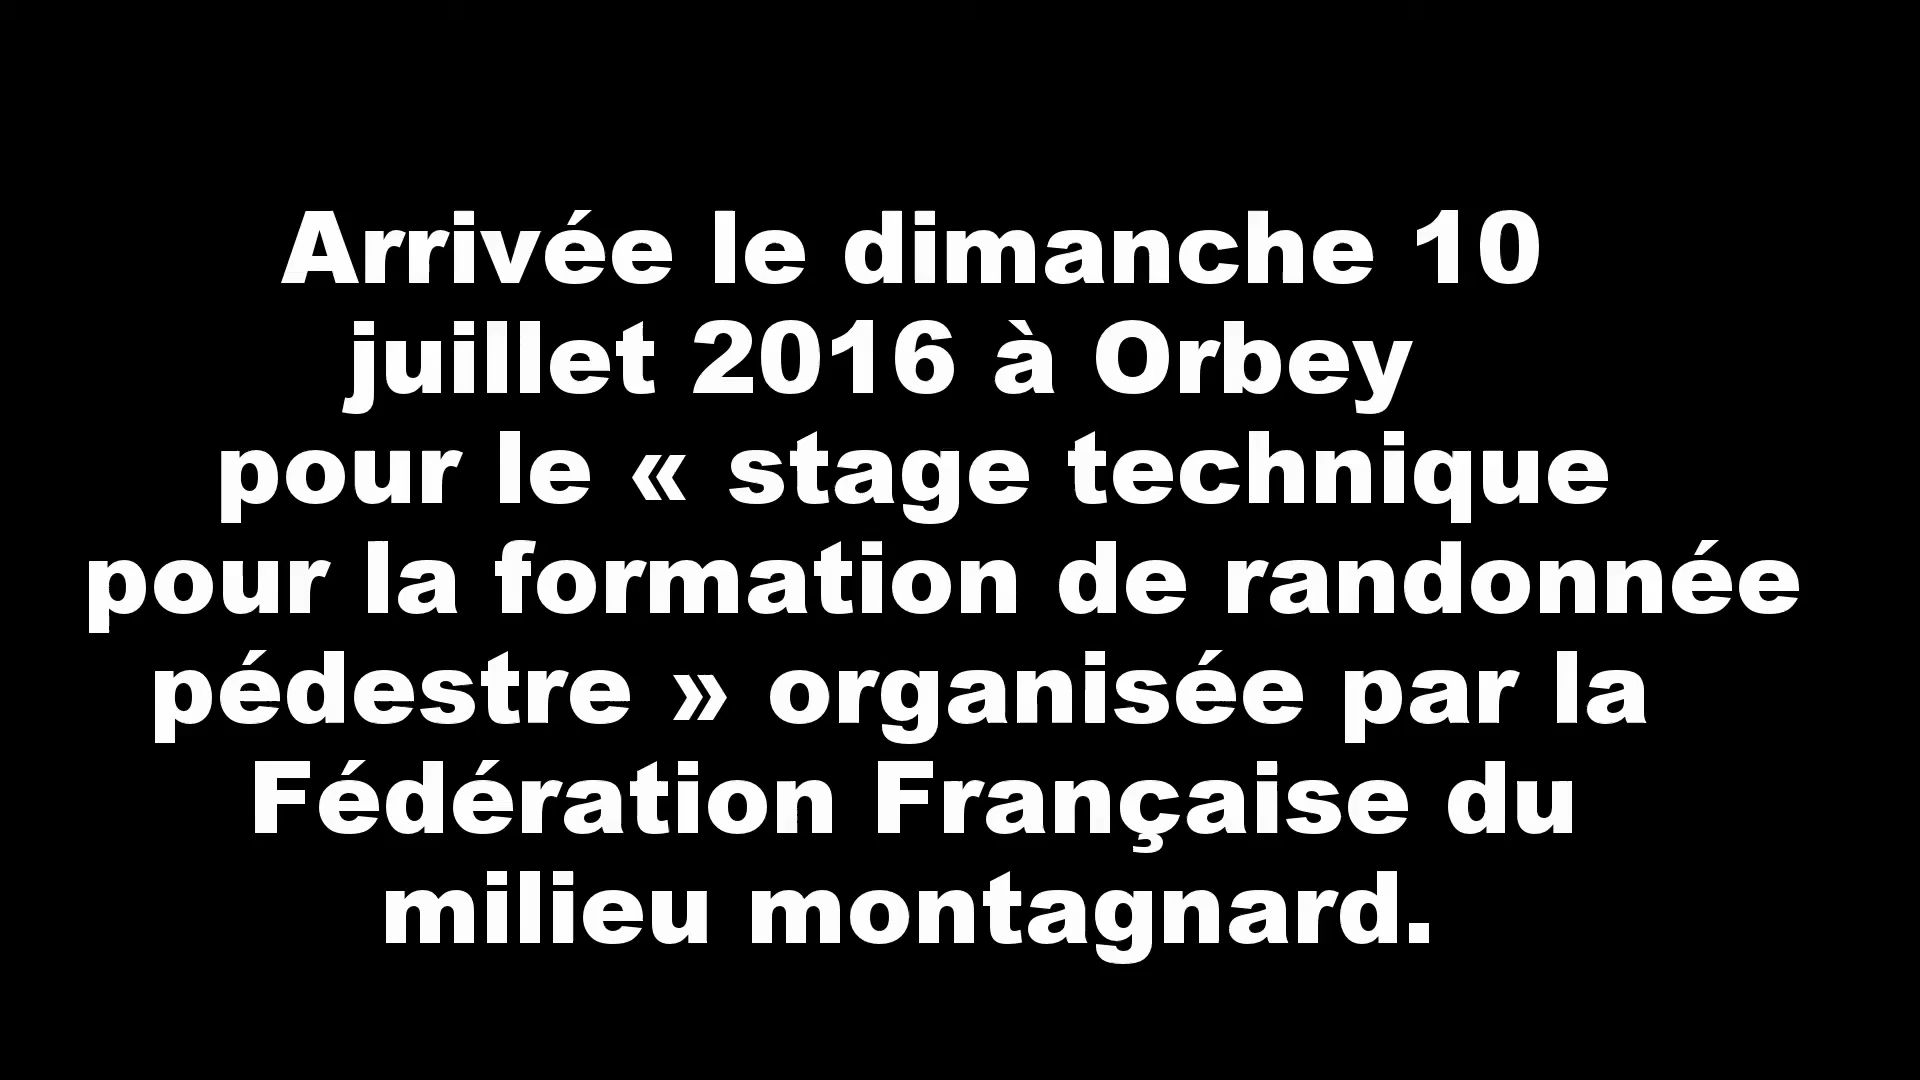 Arrivée le dimanche 10
juillet 2016 à Orbey
pour le « stage technique
pour la formation de randonnée
pédestre » organisée par la
Fédération Française du
milieu montagnard.